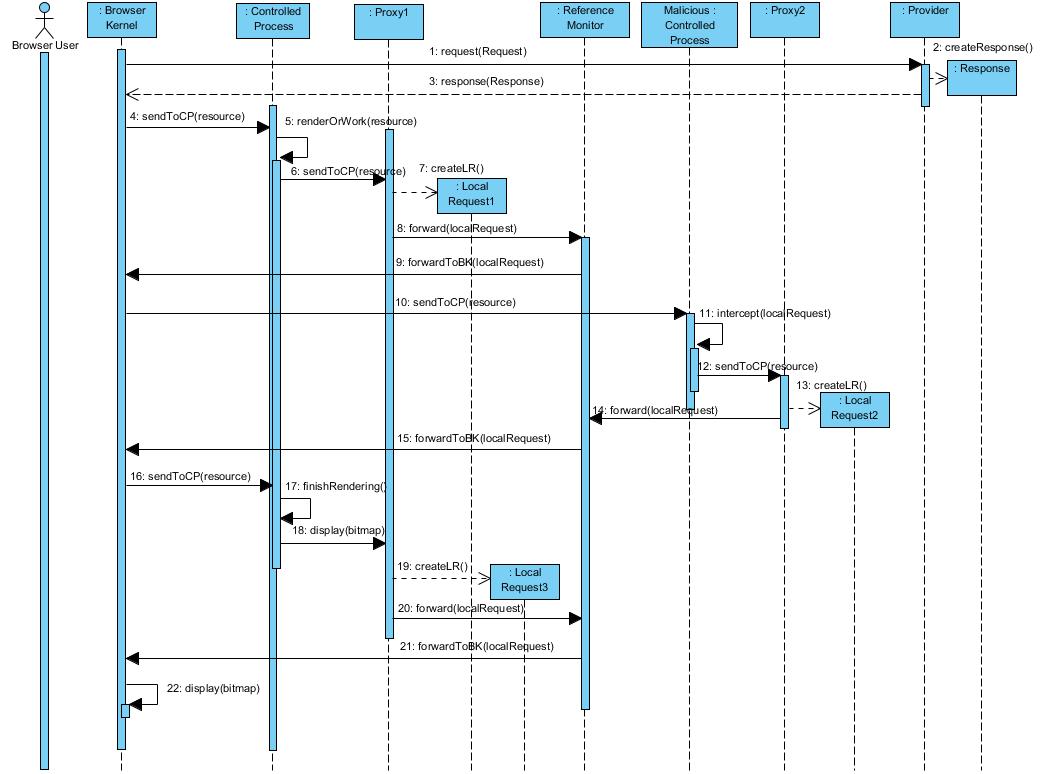 : Browser
Kernel
: Controlled
Process
: Proxy1
: Reference
Monitor
Malicious :
Controlled
Process
: Proxy2
: Provider
Browser User
1: request(Request)
2: createResponse()
: Response
3: response(Response)
4: sendToCP(resource)
5: renderOrWork(resource)
6: sendToCP(resource)
7: createLR()
: Local
Request1
8: forward(localRequest)
9: forwardToBK(localRequest)
10: sendToCP(resource)
11: intercept(localRequest)
12: sendToCP(resource)
13: createLR()
: Local
Request2
14: forward(localRequest)
15: forwardToBK(localRequest)
16: sendToCP(resource)
17: finishRendering()
18: display(bitmap)
19: createLR()
: Local
Request3
20: forward(localRequest)
21: forwardToBK(localRequest)
22: display(bitmap)